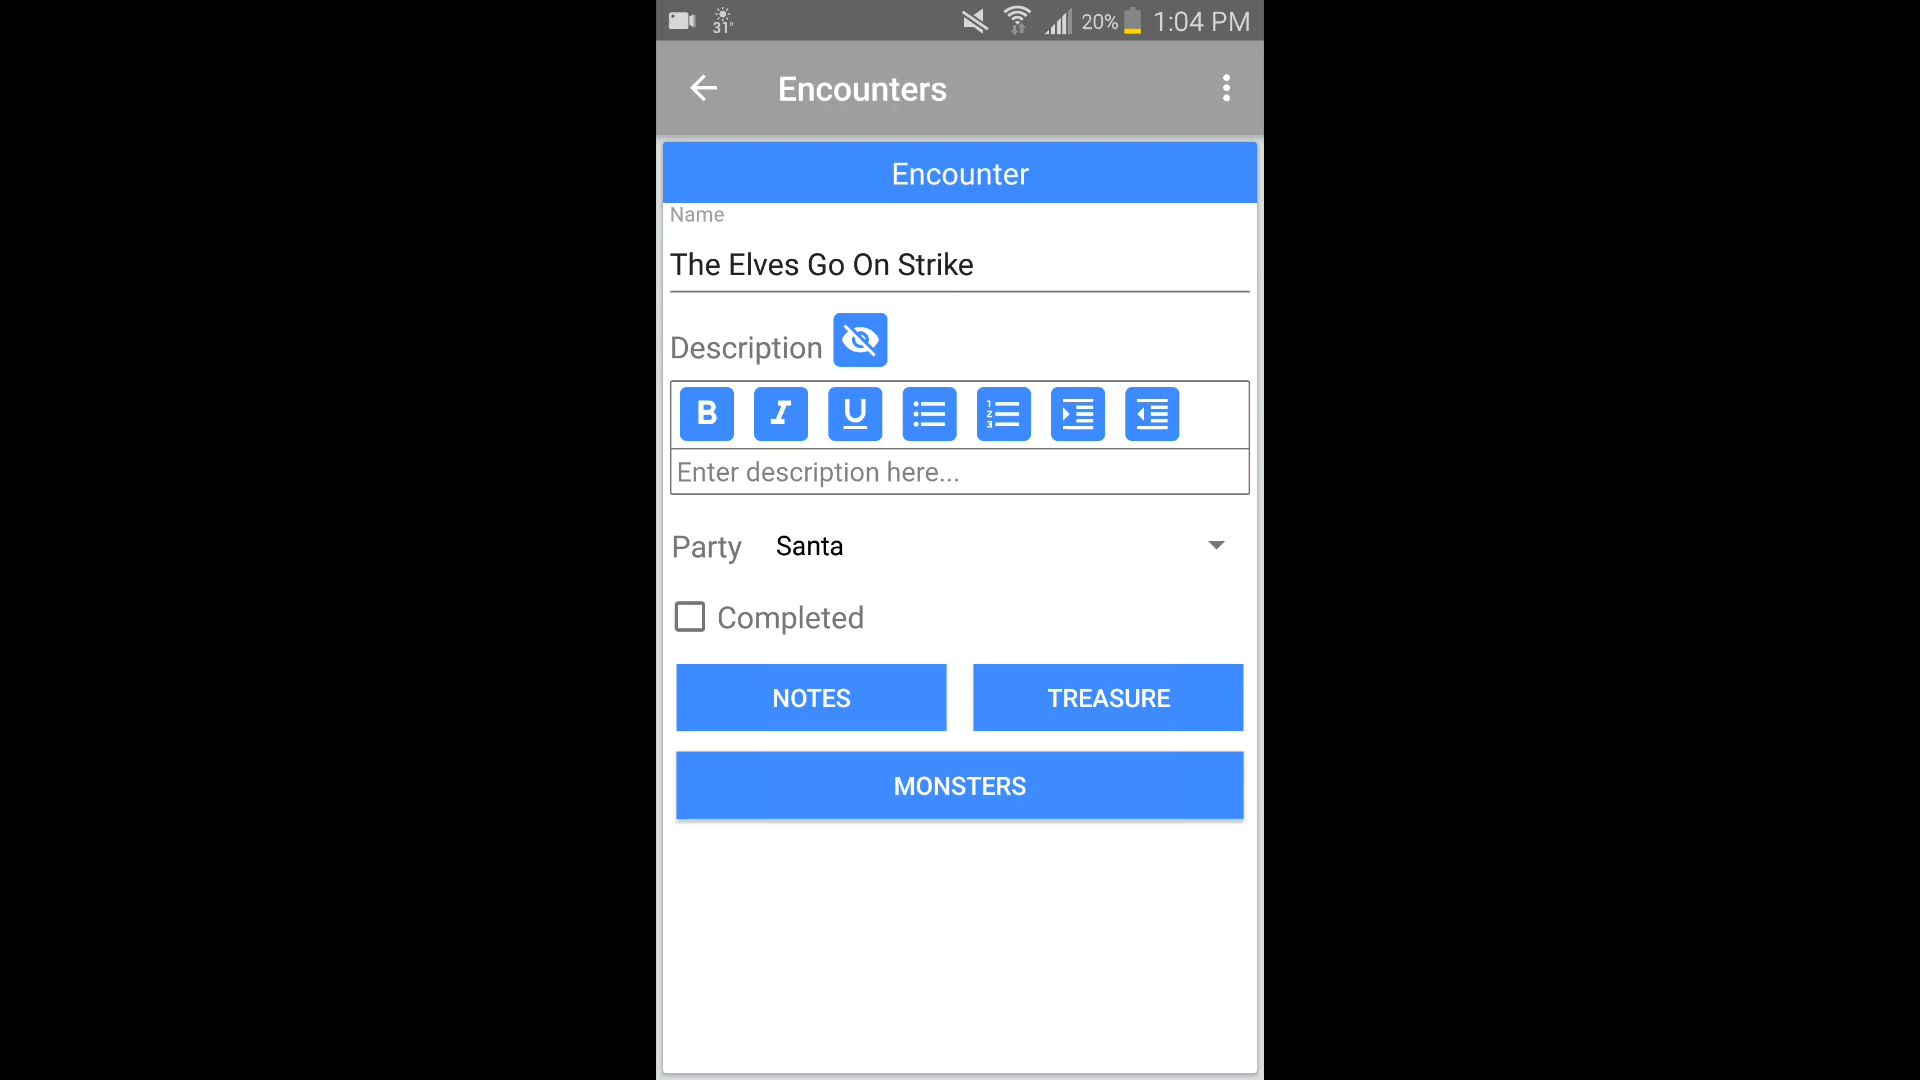 31°
20%
1:04 PM
Encounters
Encounter
Name
The Elves Go On Strike
Description
B I U
Enter description here...
Party Santa
Completed
NOTES TREASURE
MONSTERS